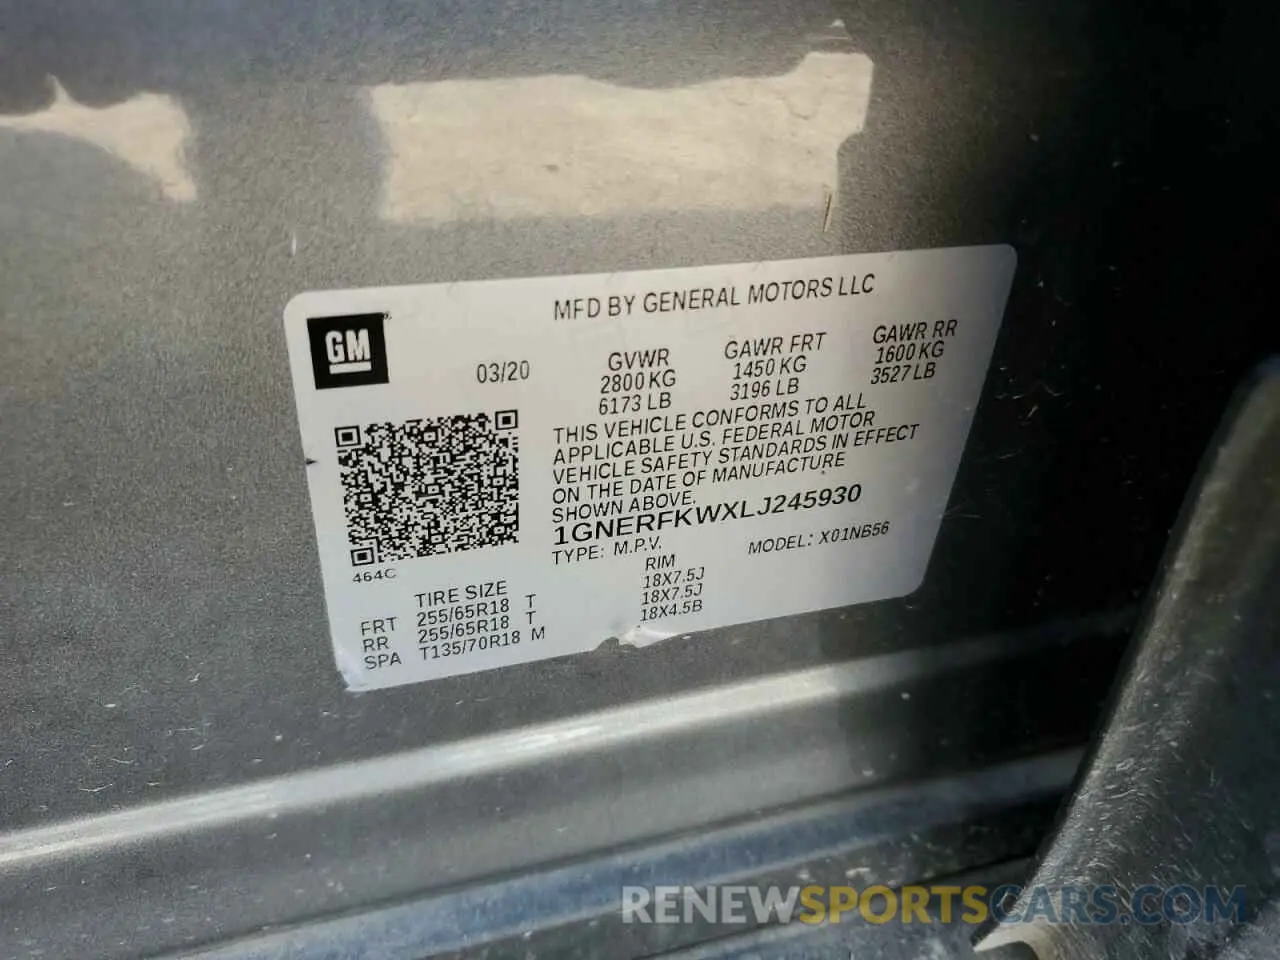 MFD BY GENERAL MOTORS LLC
GM
03/20
GVWR
2800 KG
6173 LB
GAWR FRT
1450 KG
3196 LB
GAWR RR
1600 KG
3527 LB
THIS VEHICLE CONFORMS TO ALL
APPLICABLE U.S. FEDERAL MOTOR
VEHICLE SAFETY STANDARDS IN EFFECT
ON THE DATE OF MANUFACTURE
SHOWN ABOVE.
1GNERFKWXLJ245930
TYPE: M.P.V. MODEL: X01NB56
464C
TIRE SIZE RIM
FRT 255/65R18 T 18X7.5J
RR 255/65R18 T 18X7.5J
SPA T135/70R18 M 18X4.5B
RENEWSPORTSCARS.COM